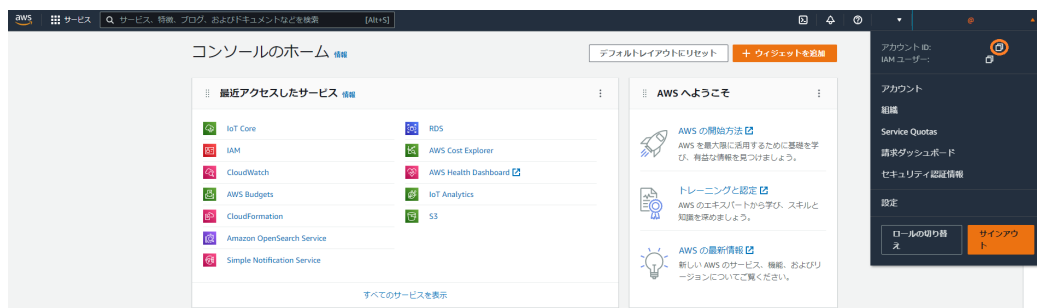 aws サービス サービス、特徴、ブログ、およびドキュメントなどを検索 [Alt+S] @
コンソールのホーム 情報
デフォルトレイアウトにリセット + ウィジェットを追加
最近アクセスしたサービス 情報
IoT Core
IAM
CloudWatch
AWS Budgets
CloudFormation
Amazon OpenSearch Service
Simple Notification Service
RDS
AWS Cost Explorer
AWS Health Dashboard
IoT Analytics
S3
すべてのサービスを表示
AWS へようこそ
AWS の開始方法
AWS を最大限に活用するために基礎を学
び、有益な情報を見つけましょう。
トレーニングと認定
AWS のエキスパートから学び、スキルと
知識を深めましょう。
AWS の最新情報
新しい AWS のサービス、機能、およびリ
ージョンについてご覧ください。
アカウント ID:
IAM ユーザー:
アカウント
組織
Service Quotas
請求ダッシュボード
セキュリティ認証情報
設定
ロールの切り替
え
サインアウ
ト